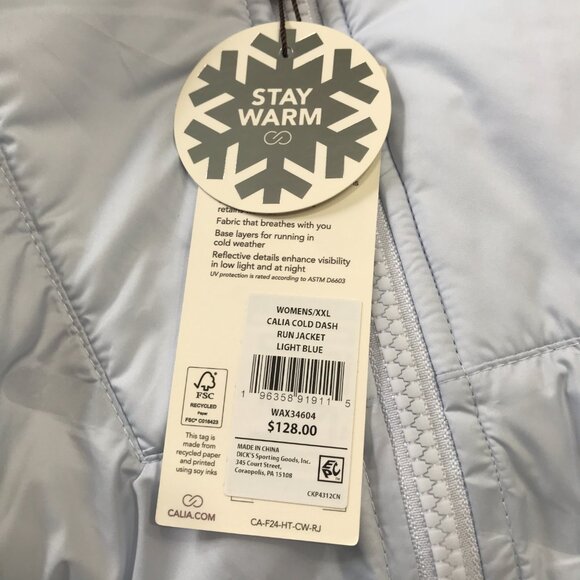 STAY
WARM
retains
Fabric that breathes with you
Base layers for running in
cold weather
Reflective details enhance visibility
in low light and at night
UV protection is rated according to ASTM D6603
WOMENS/XXL
CALIA COLD DASH
RUN JACKET
LIGHT BLUE
1 96358 91911 5
WAX34604
$128.00
MADE IN CHINA
DICK'S Sporting Goods, Inc.
345 Court Street,
Coraopolis, PA 15108
CKP4312CN
FSC
RECYCLED
Paper
FSC® C016423
This tag is
made from
recycled paper
and printed
using soy inks
CALIA.COM
CA-F24-HT-CW-RJ